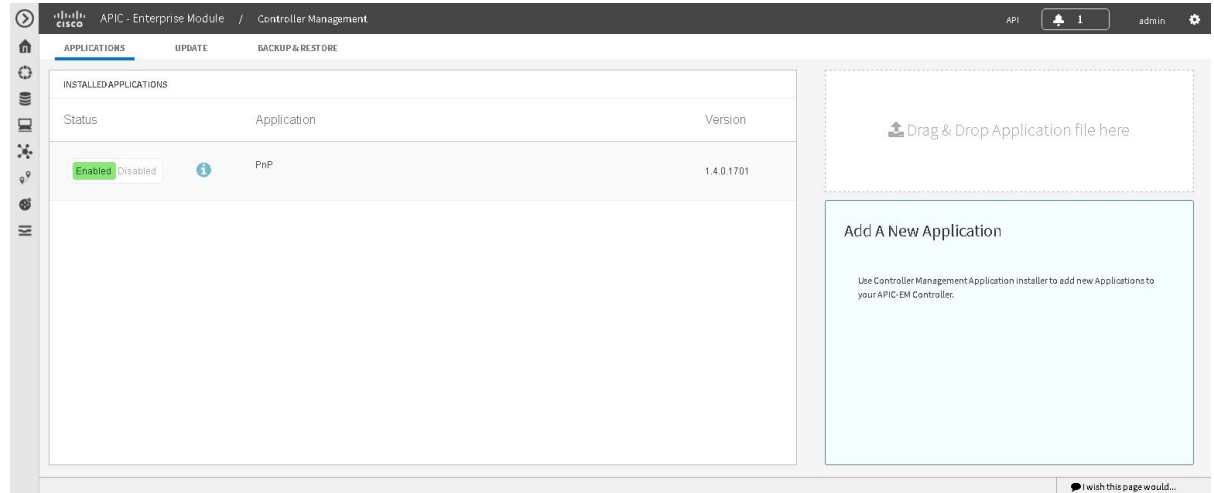 CISCO APIC - Enterprise Module / Controller Management API 1 admin
APPLICATIONS UPDATE BACKUP & RESTORE
INSTALLED APPLICATIONS
Status Application Version
Enabled Disabled PnP 1.4.0.1701
Drag & Drop Application file here
Add A New Application
Use Controller Management Application installer to add new Applications to
your APIC-EM Controller.
I wish this page would...